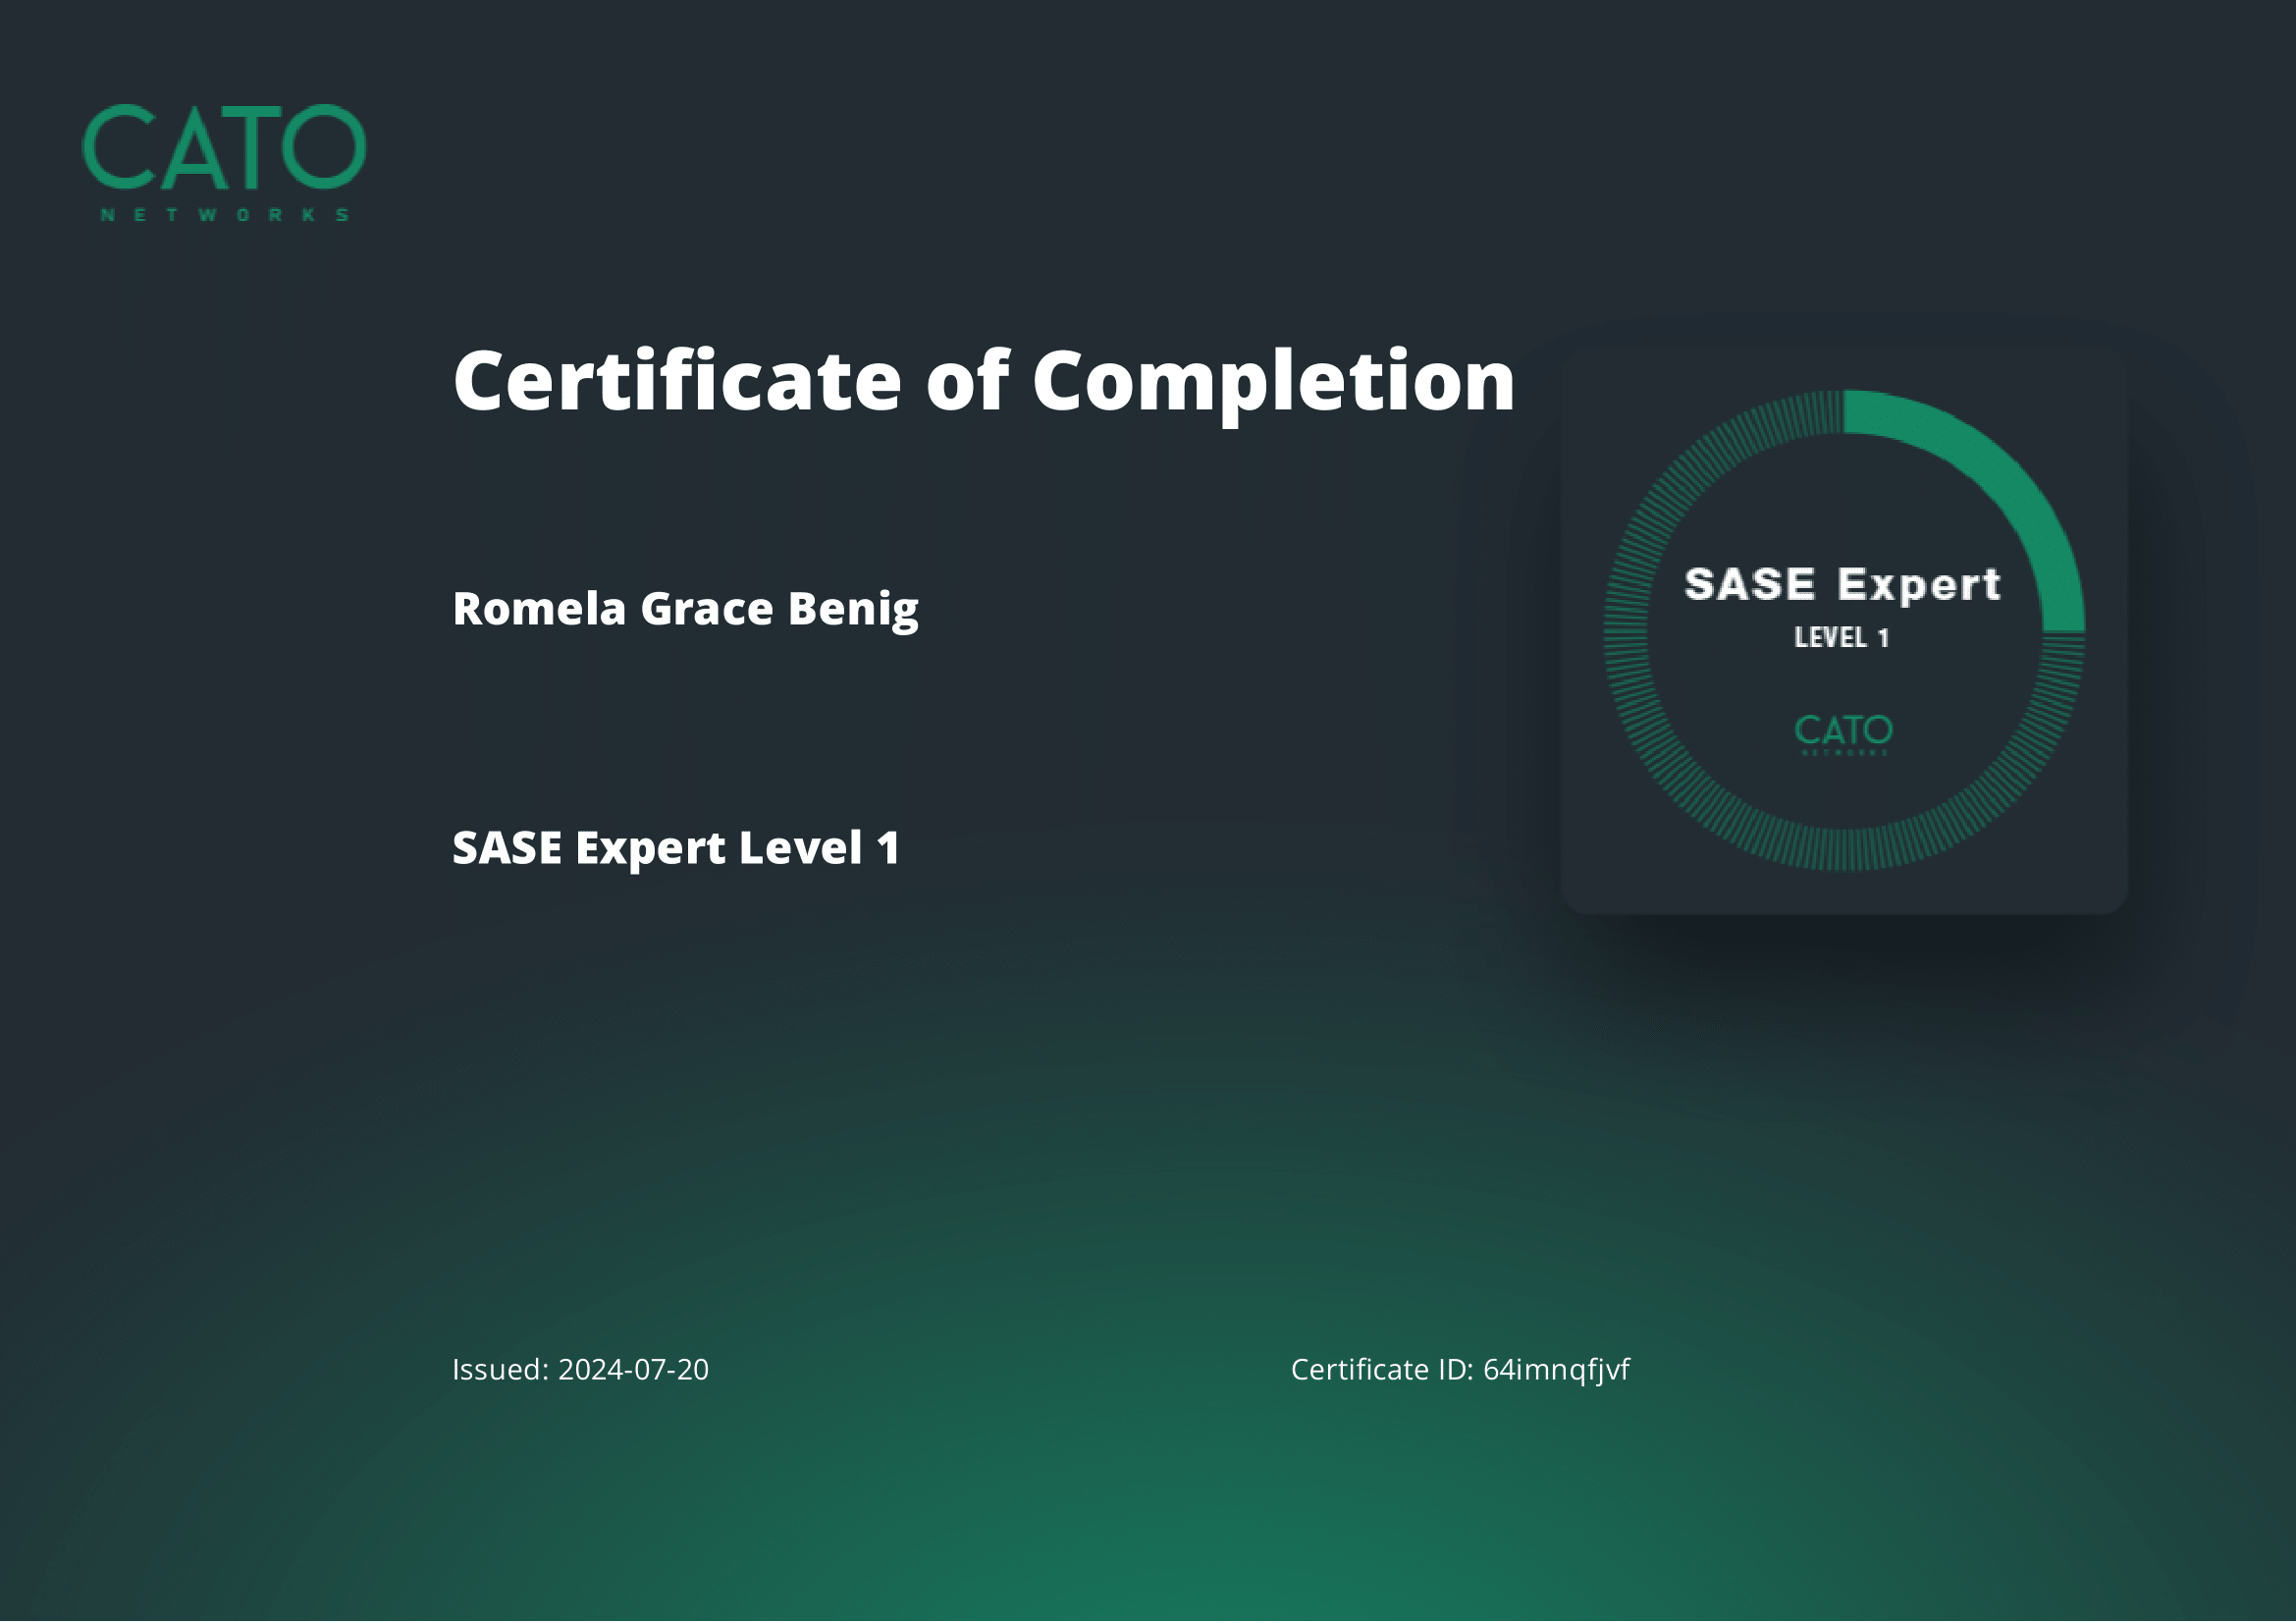 CATO
NETWORKS
Certificate of Completion
Romela Grace Benig
SASE Expert Level 1
SASE Expert
LEVEL 1
CATO
NETWORKS
Issued: 2024-07-20
Certificate ID: 64imnqfjvf